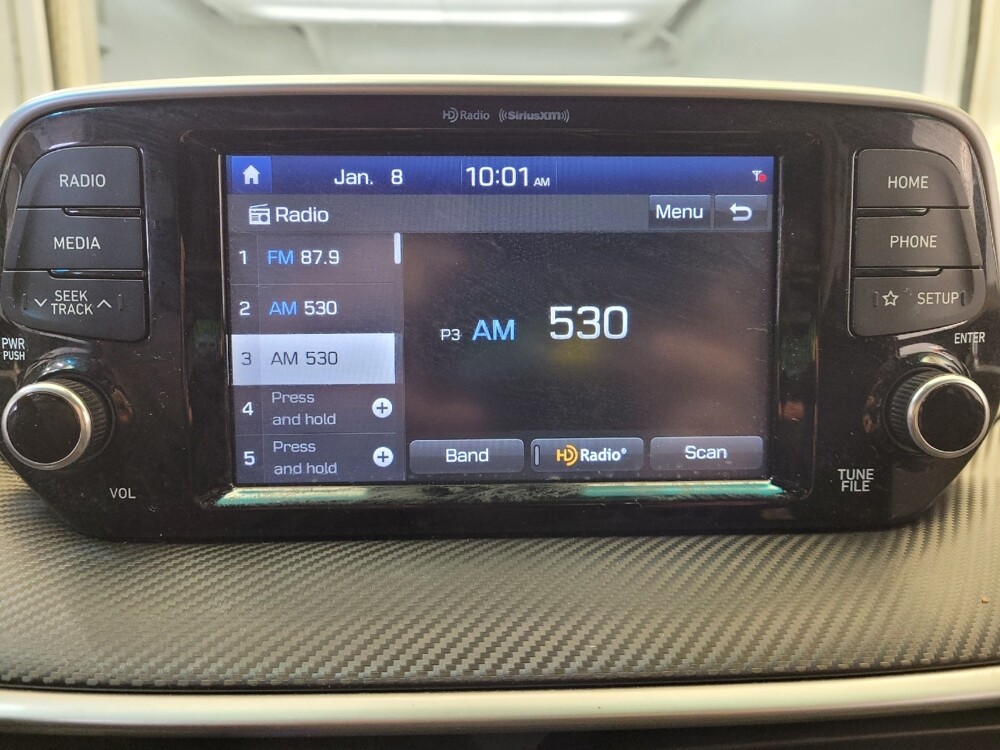 HD Radio ((SiriusXM))
RADIO
MEDIA
SEEK
TRACK
PWR
PUSH
VOL
Jan. 8 10:01 AM
Radio
Menu
1 FM 87.9
2 AM 530
3 AM 530
4 Press
and hold
5 Press
and hold
P3 AM 530
Band
HD Radio®
Scan
HOME
PHONE
SETUP
ENTER
TUNE
FILE